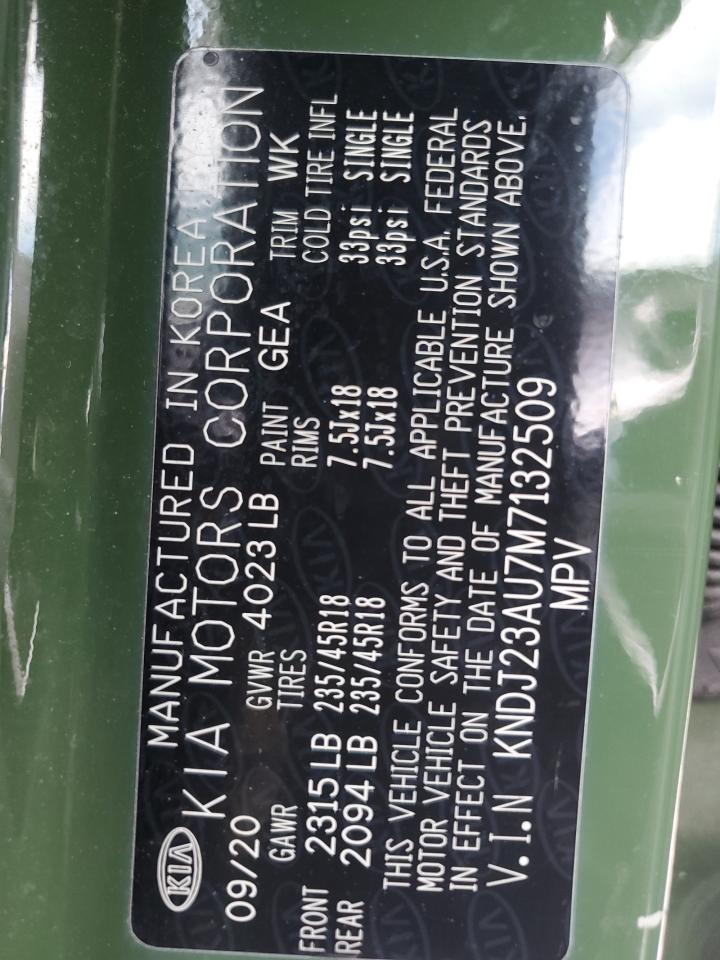 KIA
MANUFACTURED IN KOREA
KIA MOTORS CORPORATION
09/20 GVWR 4023 LB PAINT GEA TRIM WK
GAWR TIRES RIMS COLD TIRE INFL
FRONT 2315 LB 235/45R18 7.5Jx18 33psi SINGLE
REAR 2094 LB 235/45R18 7.5Jx18 33psi SINGLE
THIS VEHICLE CONFORMS TO ALL APPLICABLE U.S.A. FEDERAL
MOTOR VEHICLE SAFETY AND THEFT PREVENTION STANDARDS
IN EFFECT ON THE DATE OF MANUFACTURE SHOWN ABOVE.
V.I.N KNDJ23AU7M7132509
MPV